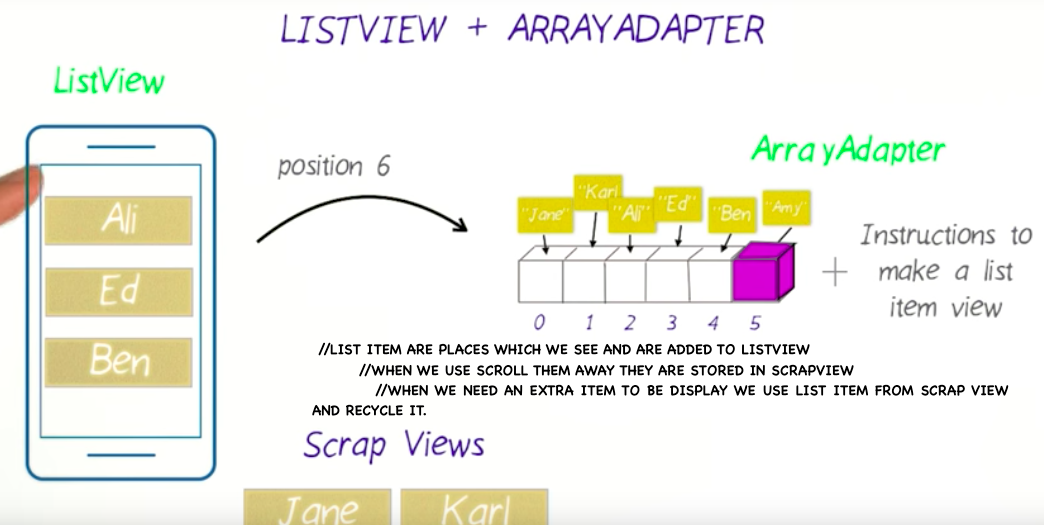 LISTVIEW + ARRAYADAPTER
ListView
ArrayAdapter
position 6
Ali
Ed
Ben
"Jane"
"Karl
"Ali"
"Ed"
"Ben
"Amy"
0 1 2 3 4 5
+
Instructions to
make a list
item view
//LIST ITEM ARE PLACES WHICH WE SEE AND ARE ADDED TO LISTVIEW
//WHEN WE USE SCROLL THEM AWAY THEY ARE STORED IN SCRAPVIEW
//WHEN WE NEED AN EXTRA ITEM TO BE DISPLAY WE USE LIST ITEM FROM SCRAP VIEW
AND RECYCLE IT.
Scrap Views
Jane
Karl